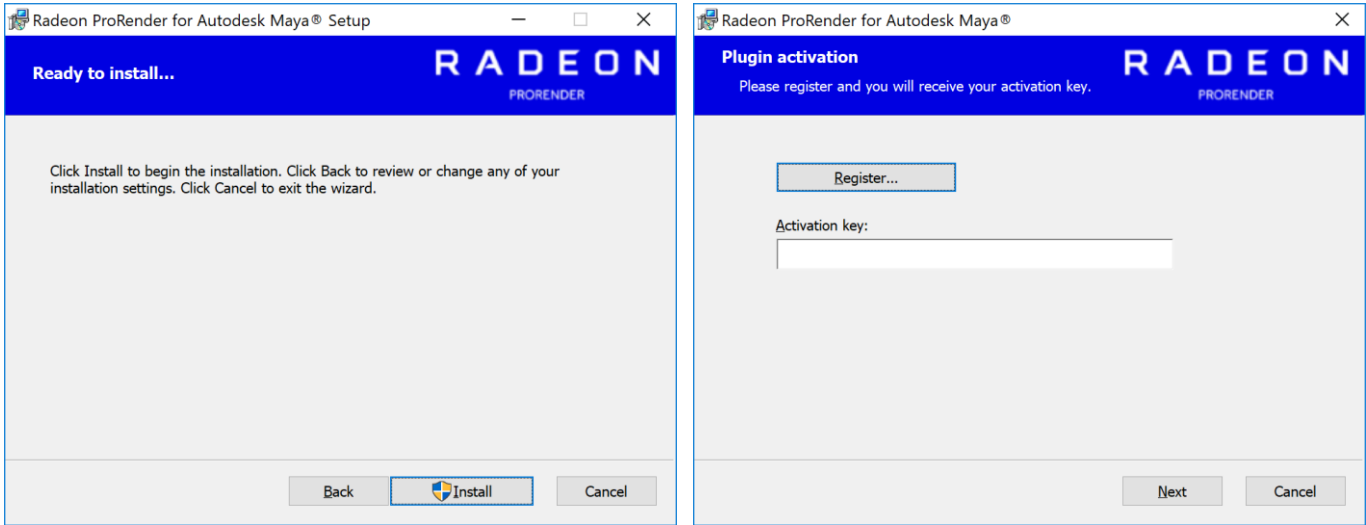 Radeon ProRender for Autodesk Maya® Setup
Ready to install...
RADEON
PRORENDER
Click Install to begin the installation. Click Back to review or change any of your
installation settings. Click Cancel to exit the wizard.
Back
Install
Cancel
Radeon ProRender for Autodesk Maya®
Plugin activation
Please register and you will receive your activation key.
RADEON
PRORENDER
Register...
Activation key:
Next
Cancel